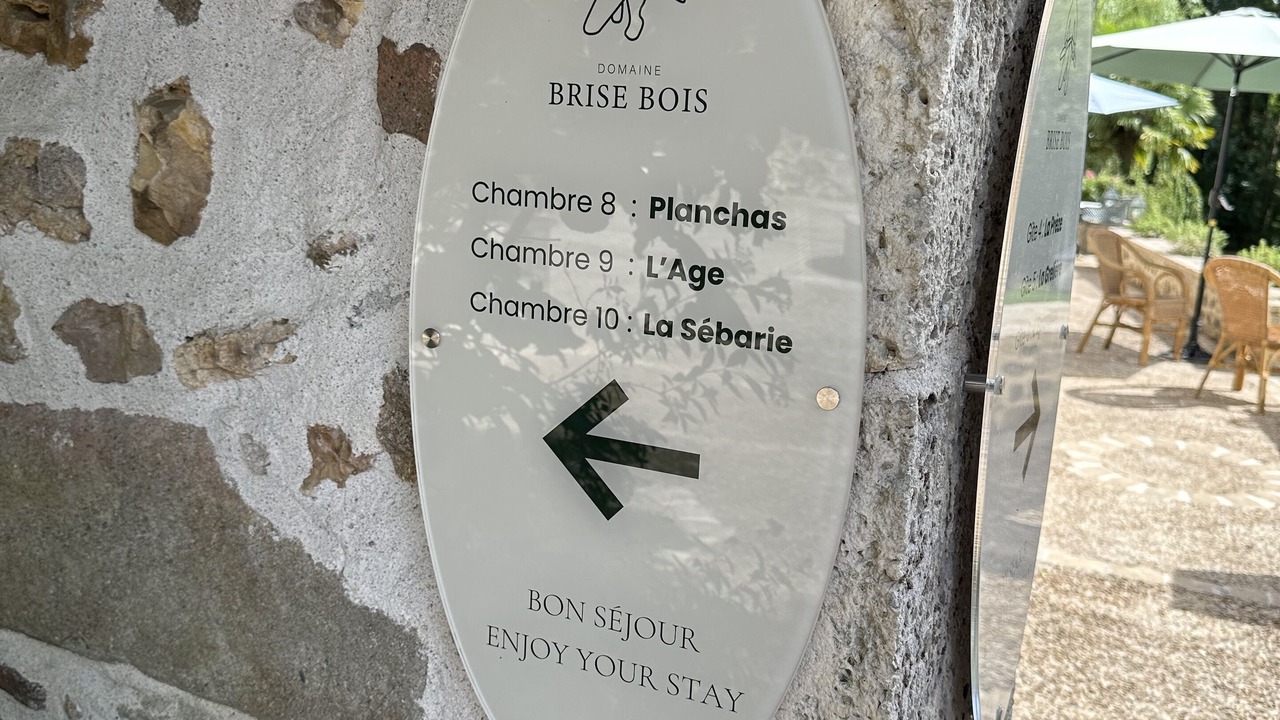 DOMAINE
BRISE BOIS
Chambre 8 : Planchas
Chambre 9 : L'Age
Chambre 10 : La Sébarie
BON SÉJOUR
ENJOY YOUR STAY
BRISE BOIS